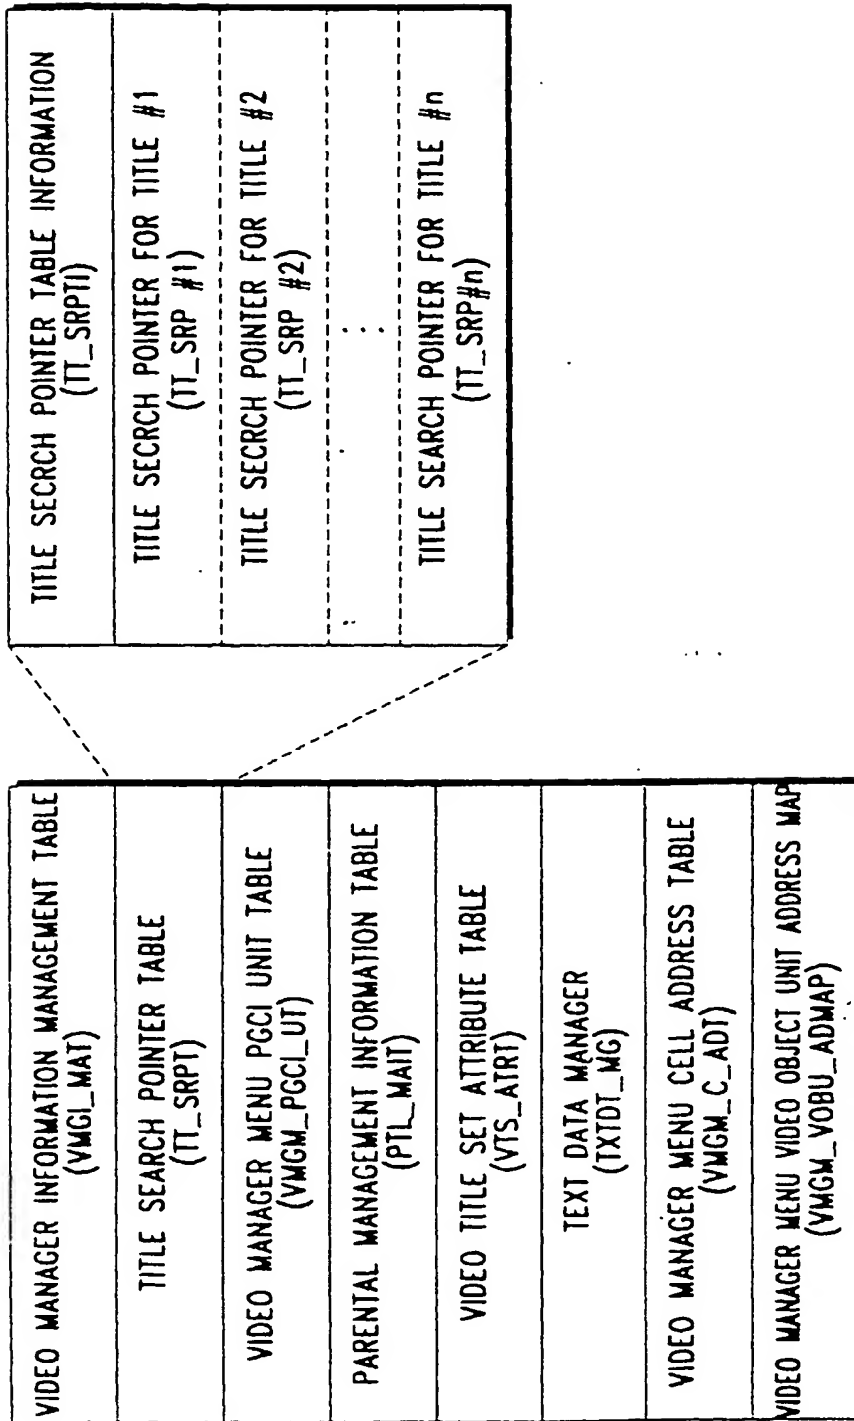 VIDEO MANAGER INFORMATION MANAGEMENT TABLE
(VMGI_MAT)
TITLE SEARCH POINTER TABLE
(TT_SRPT)
VIDEO MANAGER MENU PGCI UNIT TABLE
(VMGM_PGCI_UT)
PARENTAL MANAGEMENT INFORMATION TABLE
(PTL_MAIT)
VIDEO TITLE SET ATTRIBUTE TABLE
(VTS_ATRT)
TEXT DATA MANAGER
(TXTDT_MG)
VIDEO MANAGER MENU CELL ADDRESS TABLE
(VMGM_C_ADT)
VIDEO MANAGER MENU VIDEO OBJECT UNIT ADDRESS MAP
(VMGM_VOBU_ADMAP)
TITLE SECRCH POINTER TABLE INFORMATION
(TT_SRPTI)
TITLE SECRCH POINTER FOR TITLE #1
(TT_SRP #1)
TITLE SECRCH POINTER FOR TITLE #2
(TT_SRP #2)
...
TITLE SEARCH POINTER FOR TITLE #n
(TT_SRP#n)